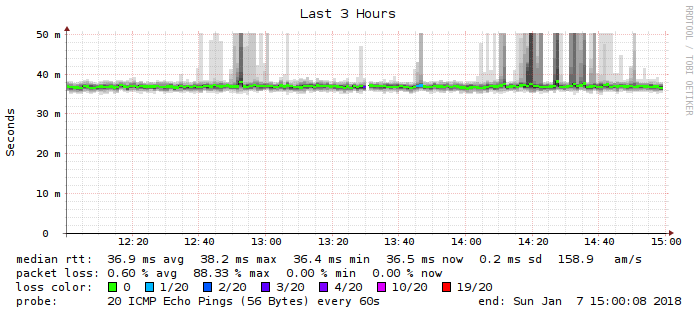 Last 3 Hours
RRDTOOL / TOBI OETIKER
Seconds
50 m
40 m
30 m
20 m
10 m
0
12:20 12:40 13:00 13:20 13:40 14:00 14:20 14:40 15:00
median rtt: 36.9 ms avg 38.2 ms max 36.4 ms min 36.5 ms now 0.2 ms sd 158.9 am/s
packet loss: 0.60 % avg 88.33 % max 0.00 % min 0.00 % now
loss color: 0 1/20 2/20 3/20 4/20 10/20 19/20
probe: 20 ICMP Echo Pings (56 Bytes) every 60s end: Sun Jan 7 15:00:08 2018